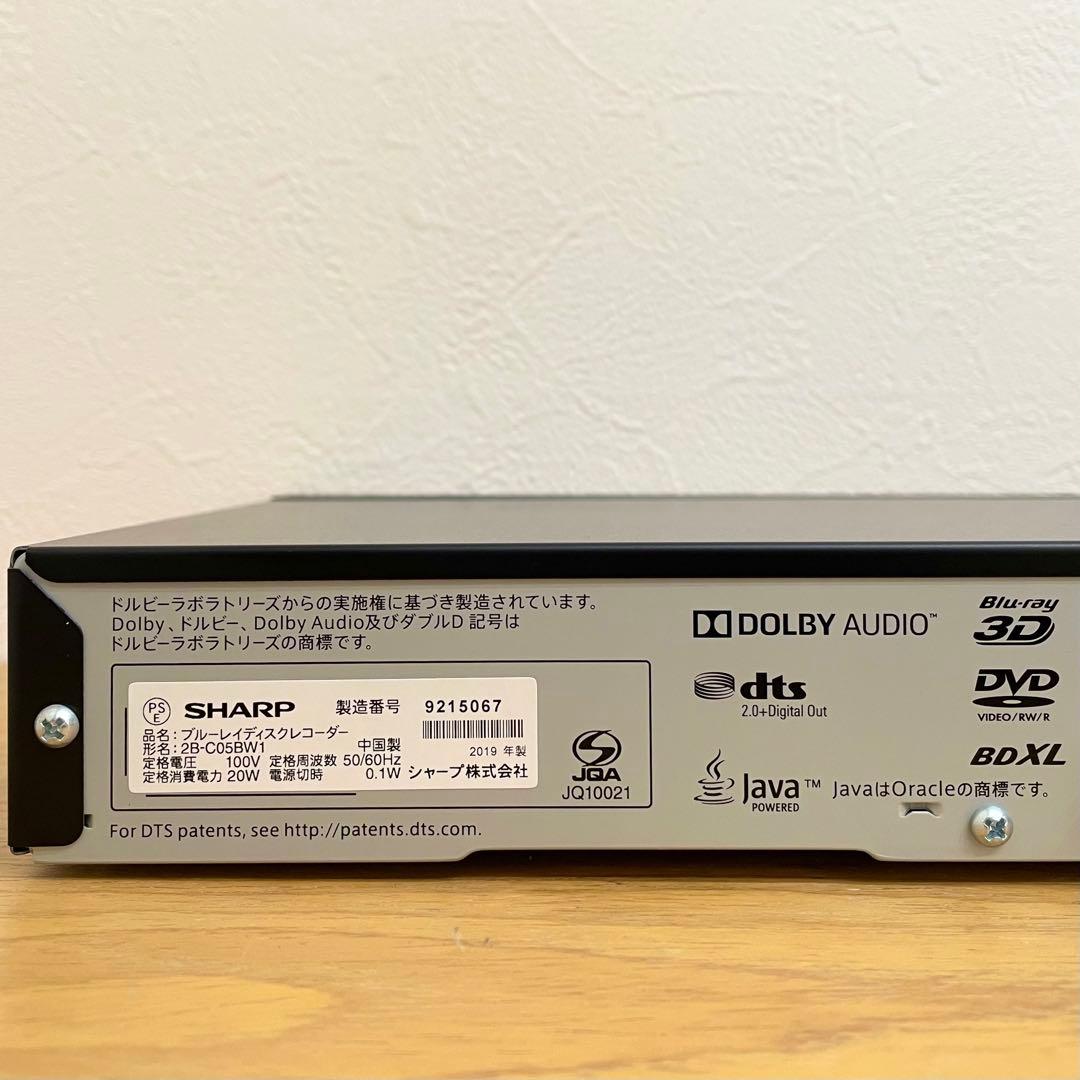 ドルビーラボラトリーズからの実施権に基づき製造されています。
Dolby、ドルビー、Dolby Audio及びダブルD 記号は
ドルビーラボラトリーズの商標です。
PS
E
SHARP 製造番号 9215067
品名:ブルーレイディスクレコーダー
形名:2B-C05BW1 中国製
2019 年製
定格電圧 100V 定格周波数 50/60Hz
定格消費電力 20W 電源切時 0.1W シャープ株式会社
JQA
JQ10021
For DTS patents, see http://patents.dts.com.
DOLBY AUDIO™
Blu-ray
3D
dts
2.0+Digital Out
DVD
VIDEO/RW/R
BDXL
Java™
POWERED
JavaはOracleの商標です。